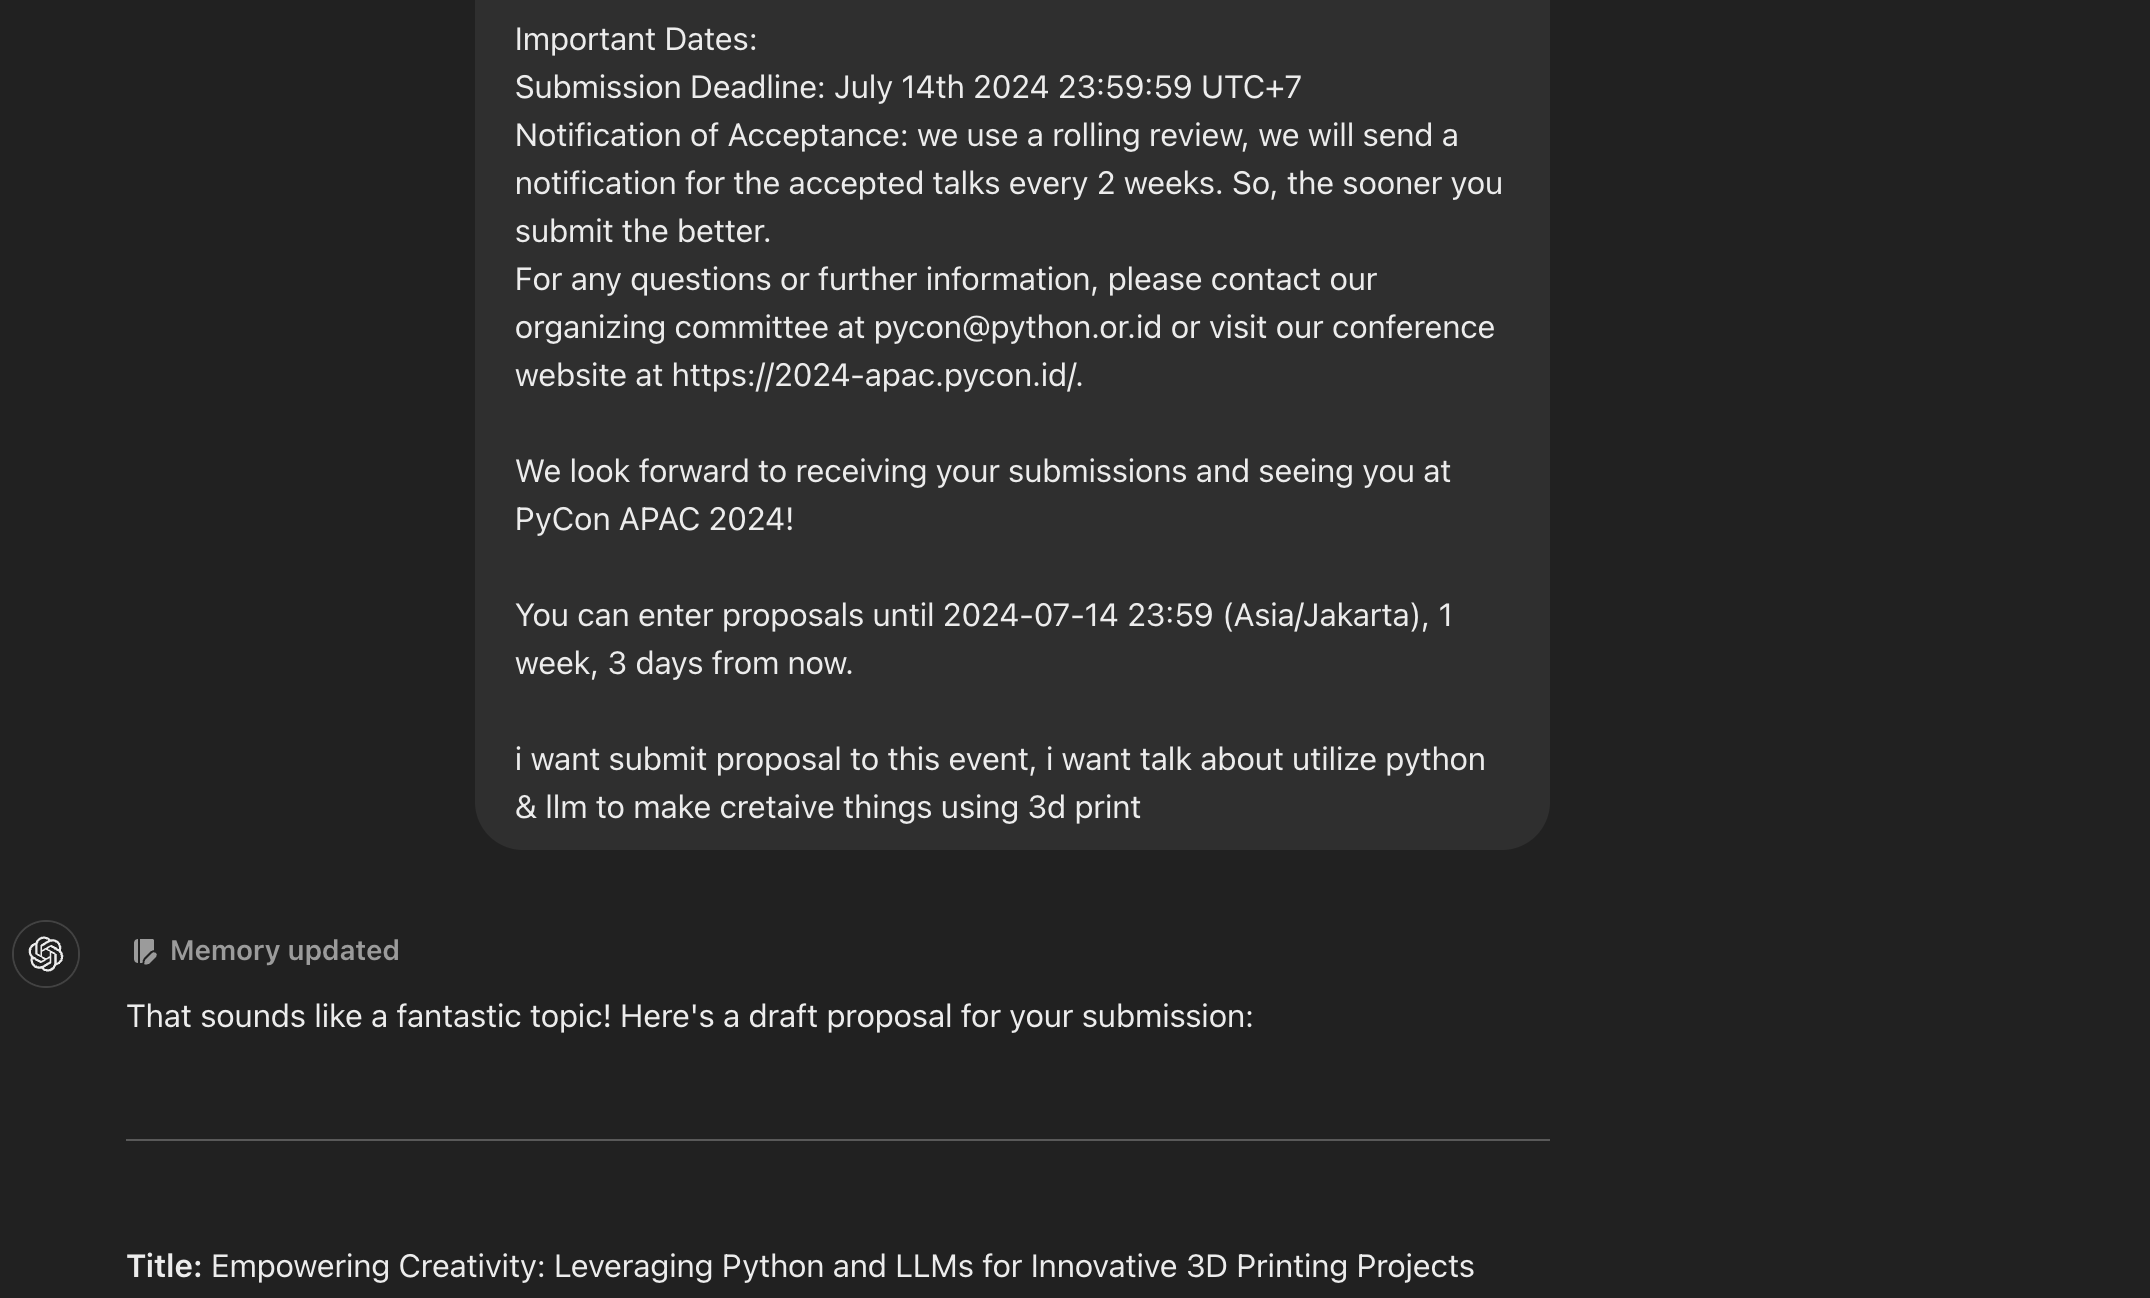 Important Dates:
Submission Deadline: July 14th 2024 23:59:59 UTC+7
Notification of Acceptance: we use a rolling review, we will send a
notification for the accepted talks every 2 weeks. So, the sooner you
submit the better.
For any questions or further information, please contact our
organizing committee at pycon@python.or.id or visit our conference
website at https://2024-apac.pycon.id/.
We look forward to receiving your submissions and seeing you at
PyCon APAC 2024!
You can enter proposals until 2024-07-14 23:59 (Asia/Jakarta), 1
week, 3 days from now.
i want submit proposal to this event, i want talk about utilize python
& llm to make cretaive things using 3d print
Memory updated
That sounds like a fantastic topic! Here's a draft proposal for your submission:
Title: Empowering Creativity: Leveraging Python and LLMs for Innovative 3D Printing Projects